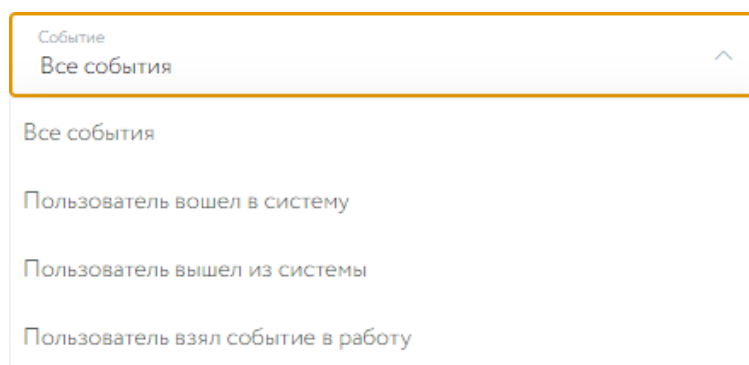 Событие
Все события
Все события
Пользователь вошел в систему
Пользователь вышел из системы
Пользователь взял событие в работу